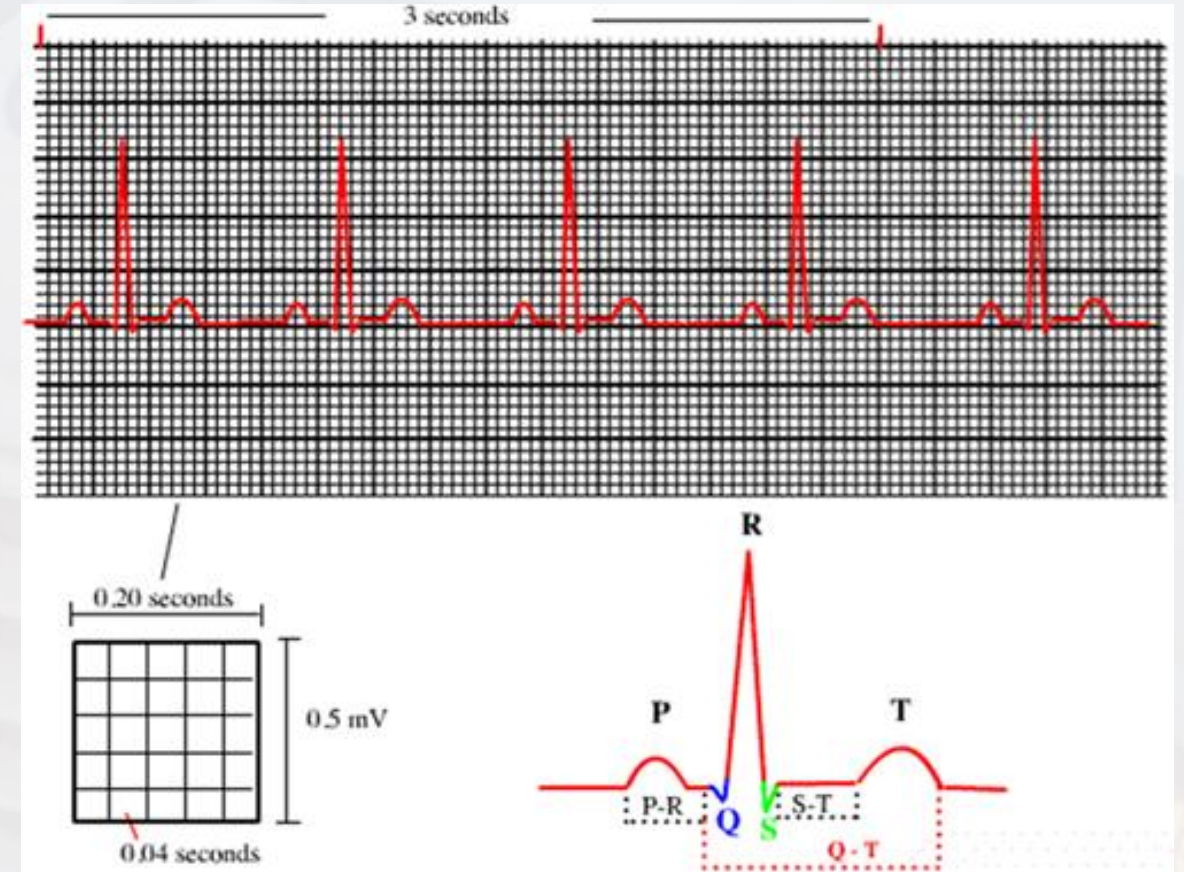 3 seconds
R
0.20 seconds
P
T
0.5 mV
P-R
Q
S
S-T
Q - T
0.04 seconds